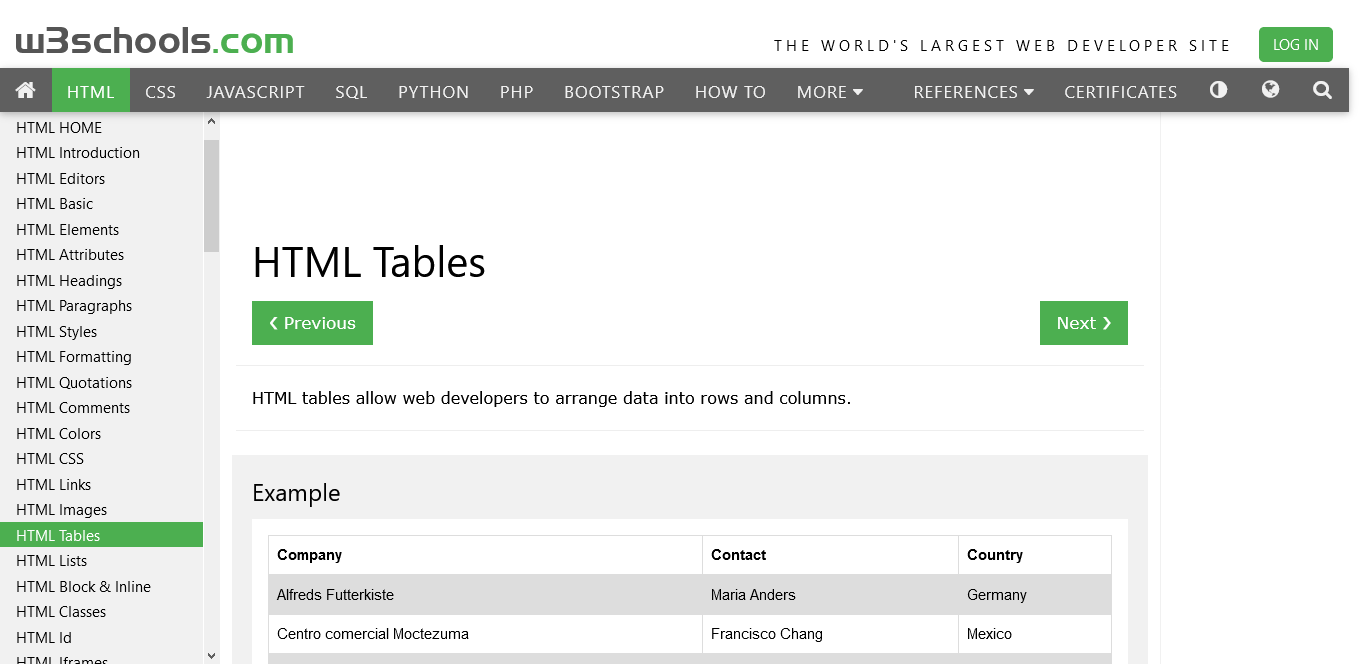 w3schools.com
THE WORLD'S LARGEST WEB DEVELOPER SITE
LOG IN
HTML CSS JAVASCRIPT SQL PYTHON PHP BOOTSTRAP HOW TO MORE REFERENCES CERTIFICATES
HTML HOME
HTML Introduction
HTML Editors
HTML Basic
HTML Elements
HTML Attributes
HTML Headings
HTML Paragraphs
HTML Styles
HTML Formatting
HTML Quotations
HTML Comments
HTML Colors
HTML CSS
HTML Links
HTML Images
HTML Tables
HTML Lists
HTML Block & Inline
HTML Classes
HTML Id
HTML Iframes
HTML Tables
❮ Previous
Next ❯
HTML tables allow web developers to arrange data into rows and columns.
Example
Company Contact Country
Alfreds Futterkiste Maria Anders Germany
Centro comercial Moctezuma Francisco Chang Mexico